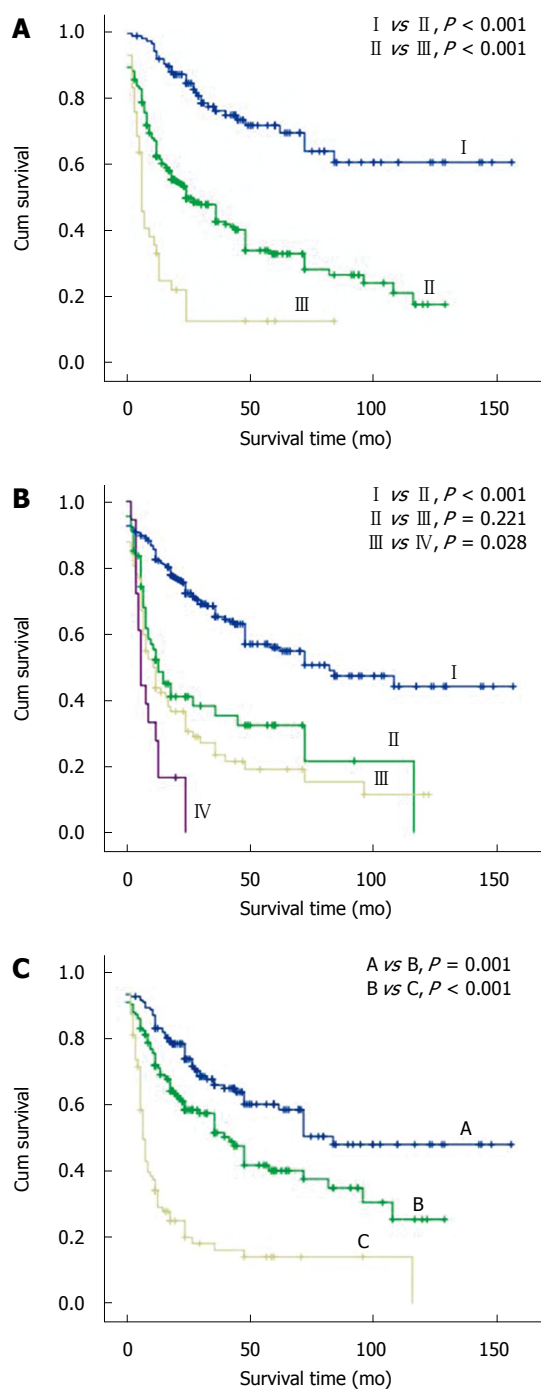 A
Ⅰ vs Ⅱ, P < 0.001
Ⅱ vs Ⅲ, P < 0.001
1.0
0.8
0.6
0.4
0.2
0.0
Cum survival
Ⅰ
Ⅱ
Ⅲ
0 50 100 150
Survival time (mo)
B
Ⅰ vs Ⅱ, P < 0.001
Ⅱ vs Ⅲ, P = 0.221
Ⅲ vs Ⅳ, P = 0.028
1.0
0.8
0.6
0.4
0.2
0.0
Cum survival
Ⅰ
Ⅱ
Ⅲ
Ⅳ
0 50 100 150
Survival time (mo)
C
A vs B, P = 0.001
B vs C, P < 0.001
1.0
0.8
0.6
0.4
0.2
0.0
Cum survival
A
B
C
0 50 100 150
Survival time (mo)